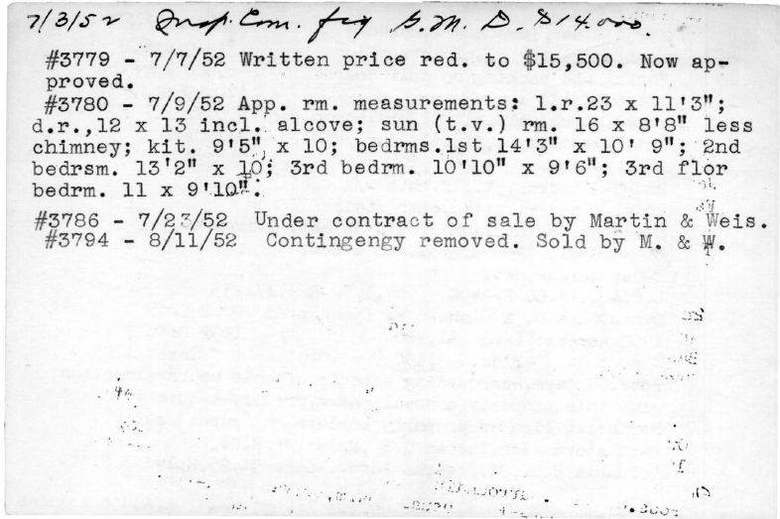 7/3/52 Insp. Com. fig G.M.D. $14,000.
#3779 - 7/7/52 Written price red. to $15,500. Now ap-
proved.
#3780 - 7/9/52 App. rm. measurements: l.r.23 x 11'3";
d.r.,12 x 13 incl. alcove; sun (t.v.) rm. 16 x 8'8" less
chimney; kit. 9'5" x 10; bedrms.1st 14'3" x 10' 9"; 2nd
bedrsm. 13'2" x 10; 3rd bedrm. 10'10" x 9'6"; 3rd flor
bedrm. 11 x 9'10".
#3786 - 7/23/52 Under contract of sale by Martin & Weis.
#3794 - 8/11/52 Contingengy removed. Sold by M. & W.